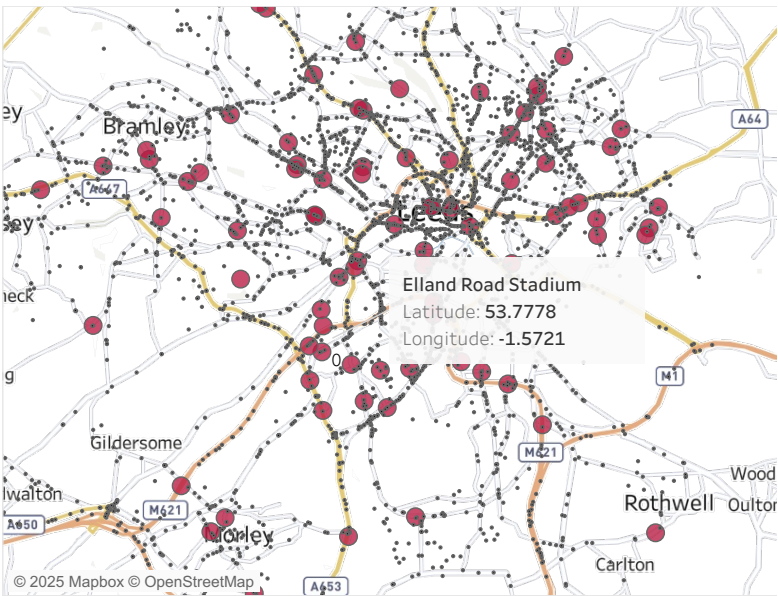 A64
ey
Bramley
A647
Leeds
sey
Elland Road Stadium
Latitude: 53.7778
Longitude: -1.5721
neck
0
g
M1
Gildersome
M621
Wood
lwalton
M621
Rothwell
Oulton
A650
Morley
Carlton
© 2025 Mapbox © OpenStreetMap
A653